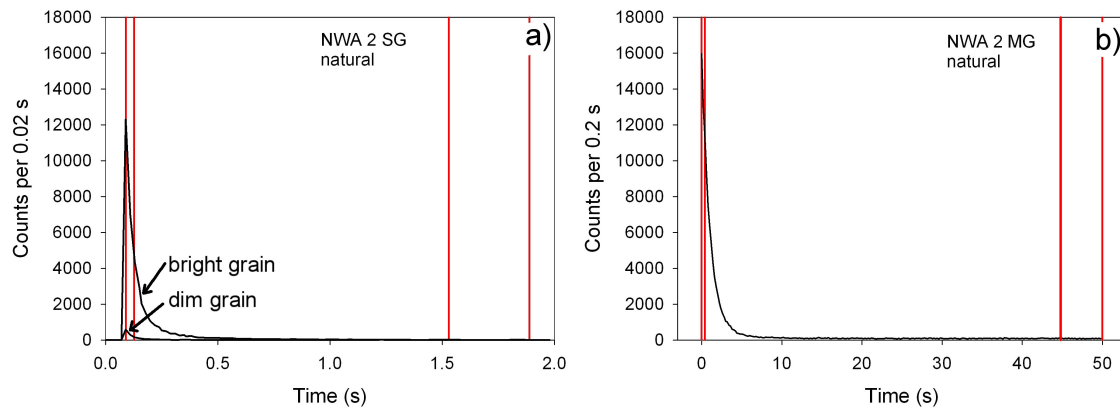 a)
NWA 2 SG
natural
Counts per 0.02 s
18000
16000
14000
12000
10000
8000
6000
4000
2000
0
bright grain
dim grain
0.0 0.5 1.0 1.5 2.0
Time (s)
b)
NWA 2 MG
natural
Counts per 0.2 s
18000
16000
14000
12000
10000
8000
6000
4000
2000
0
0 10 20 30 40 50
Time (s)